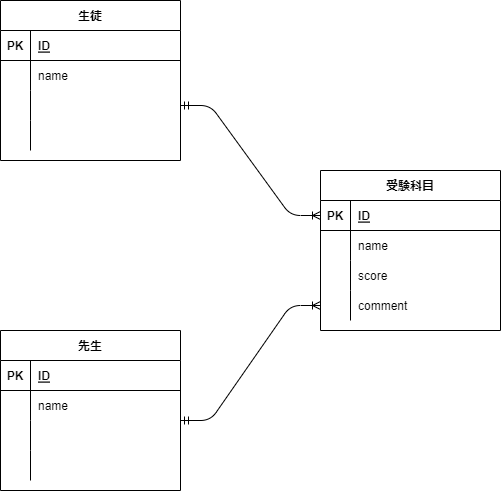 生徒
PK ID
name
受験科目
PK ID
name
score
comment
先生
PK ID
name